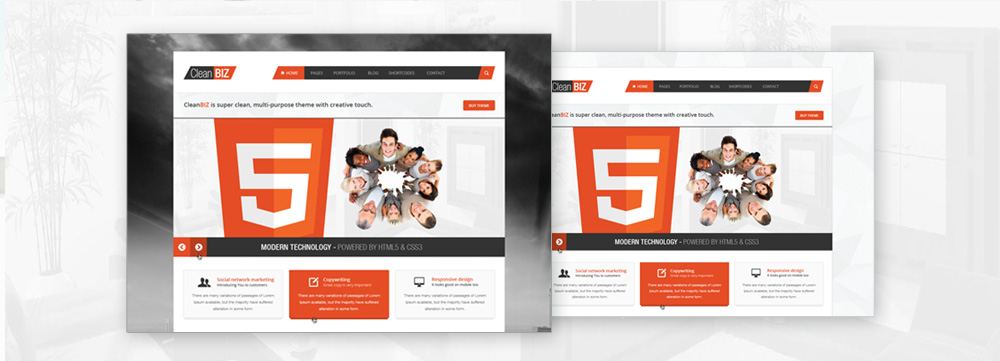 Clean BIZ
HOME PAGES PORTFOLIO BLOG SHORTCODES CONTACT
CleanBIZ is super clean, multi-purpose theme with creative touch.
BUY THEME
5
MODERN TECHNOLOGY - POWERED BY HTML5 & CSS3
Social network marketing
Introducing You to customers
There are many variations of passages of Lorem
Ipsum available, but the majority have suffered
alteration in some form.
Copywriting
Great copy is very important
There are many variations of passages of Lorem
Ipsum available, but the majority have suffered
alteration in some form.
Responsive design
It looks good on mobile too.
There are many variations of passages of Lorem
Ipsum available, but the majority have suffered
alteration in some form.
Clean BIZ
HOME PAGES PORTFOLIO BLOG SHORTCODES CONTACT
eanBIZ is super clean, multi-purpose theme with creative touch.
BUY THEME
5
MODERN TECHNOLOGY - POWERED BY HTML5 & CSS3
Social network marketing
Introducing You to customers
There are many variations of passages of Lorem
Ipsum available, but the majority have suffered
alteration in some form.
Copywriting
Great copy is very important
There are many variations of passages of Lorem
Ipsum available, but the majority have suffered
alteration in some form.
Responsive design
It looks good on mobile too.
There are many variations of passages of Lorem
Ipsum available, but the majority have suffered
alteration in some form.